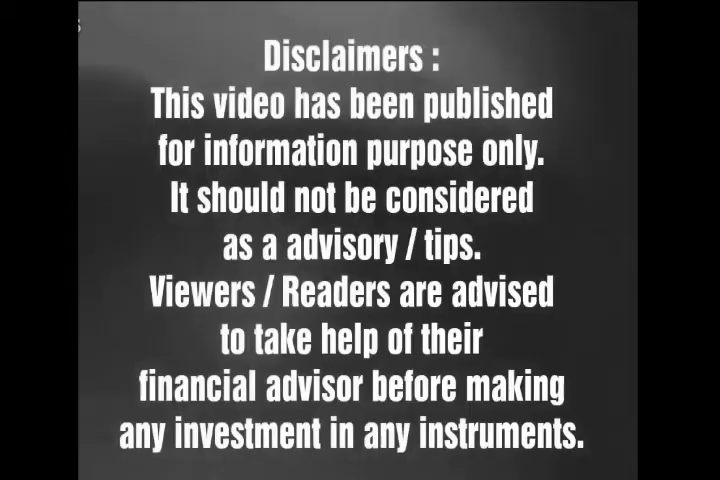 Disclaimers :
This video has been published
for information purpose only.
It should not be considered
as a advisory / tips.
Viewers / Readers are advised
to take help of their
financial advisor before making
any investment in any instruments.